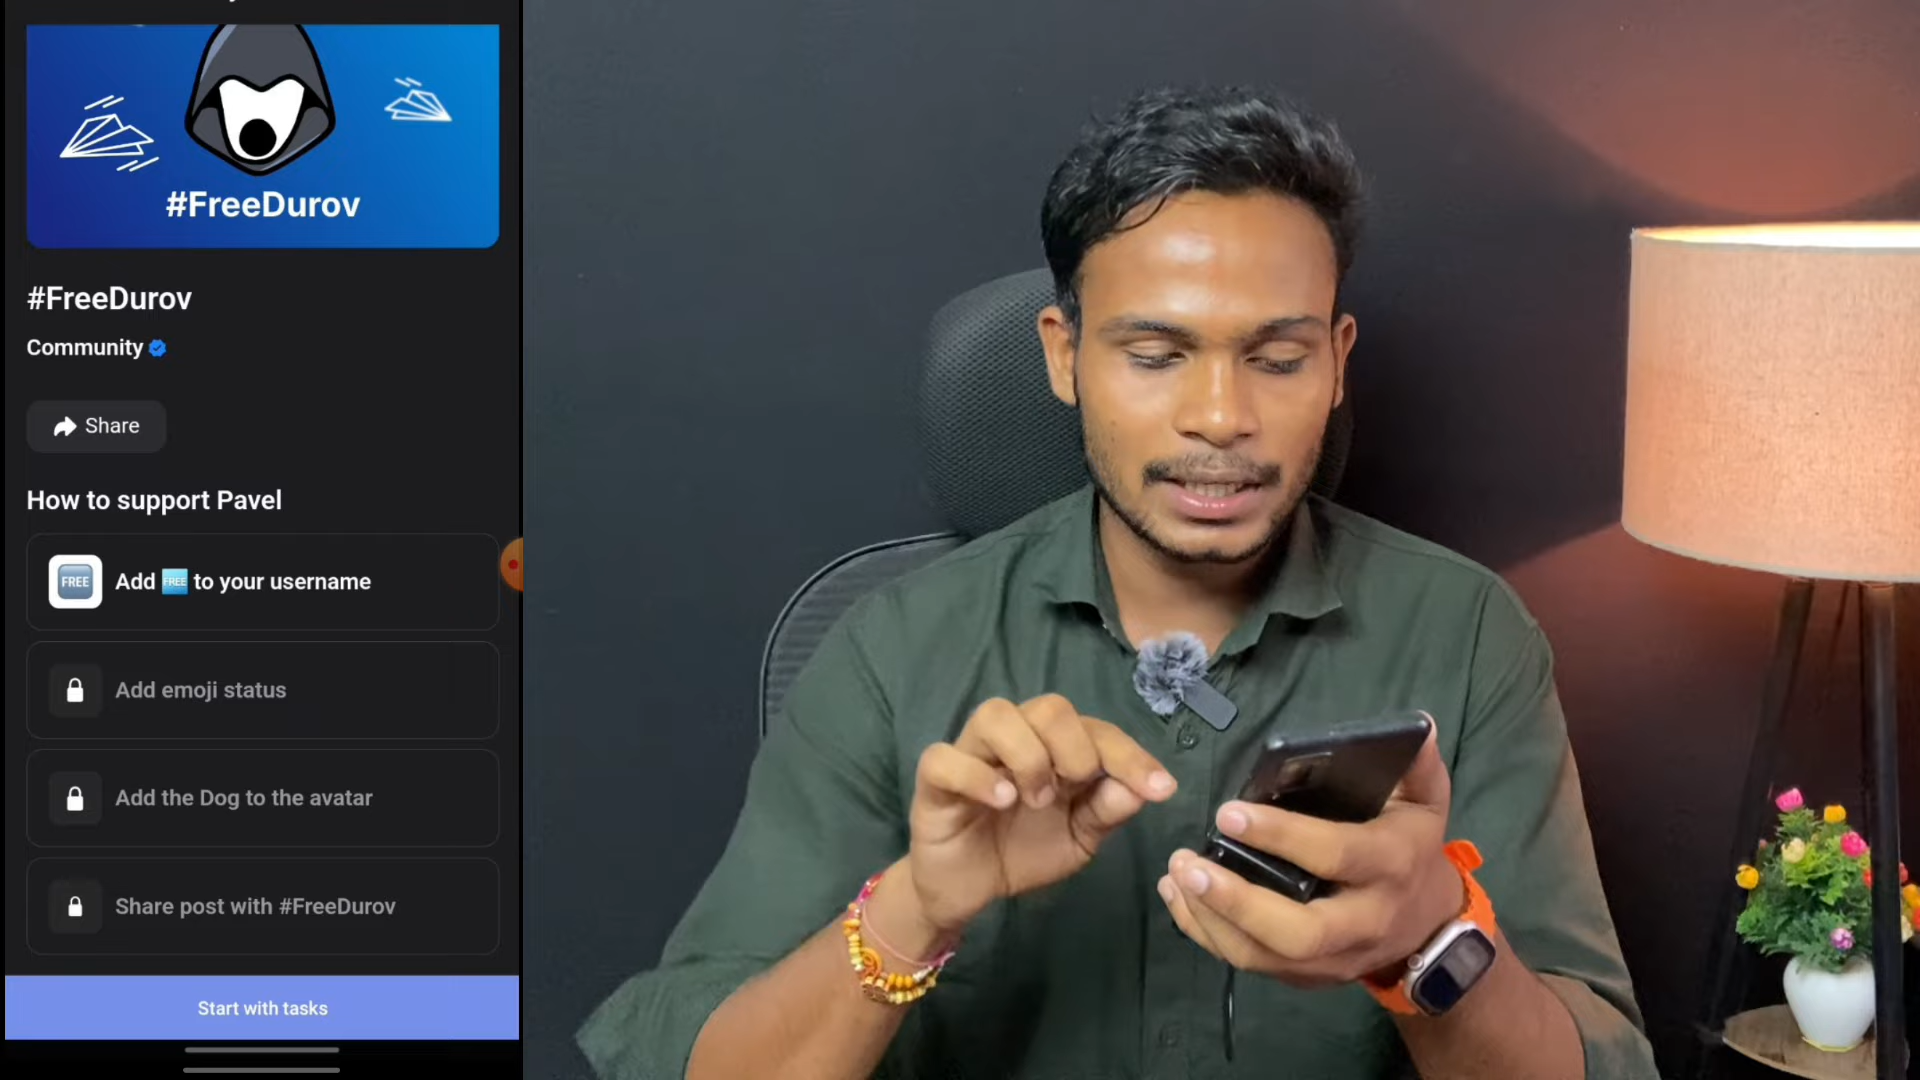 #FreeDurov
#FreeDurov
Community
Share
How to support Pavel
FREE
Add FREE to your username
Add emoji status
Add the Dog to the avatar
Share post with #FreeDurov
Start with tasks